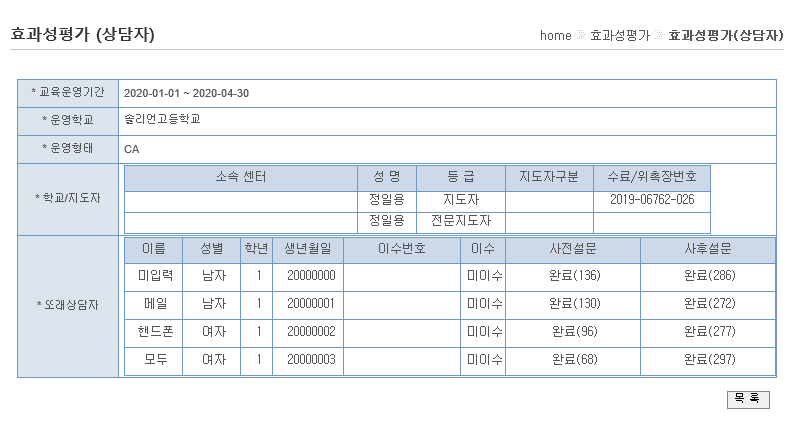 효과성평가 (상담자)
home 효과성평가 효과성평가(상담자)
* 교육운영기간 2020-01-01 ~ 2020-04-30
* 운영학교 솔리언고등학교
* 운영형태 CA
* 학교/지도자
소속 센터 성 명 등 급 지도자구분 수료/위촉장번호
정일용 지도자 2019-06762-026
정일용 전문지도자
* 또래상담자
이름 성별 학년 생년월일 이수번호 이수 사전설문 사후설문
미입력 남자 1 20000000 미이수 완료(136) 완료(286)
메일 남자 1 20000001 미이수 완료(130) 완료(272)
핸드폰 여자 1 20000002 미이수 완료(96) 완료(277)
모두 여자 1 20000003 미이수 완료(68) 완료(297)
목 록